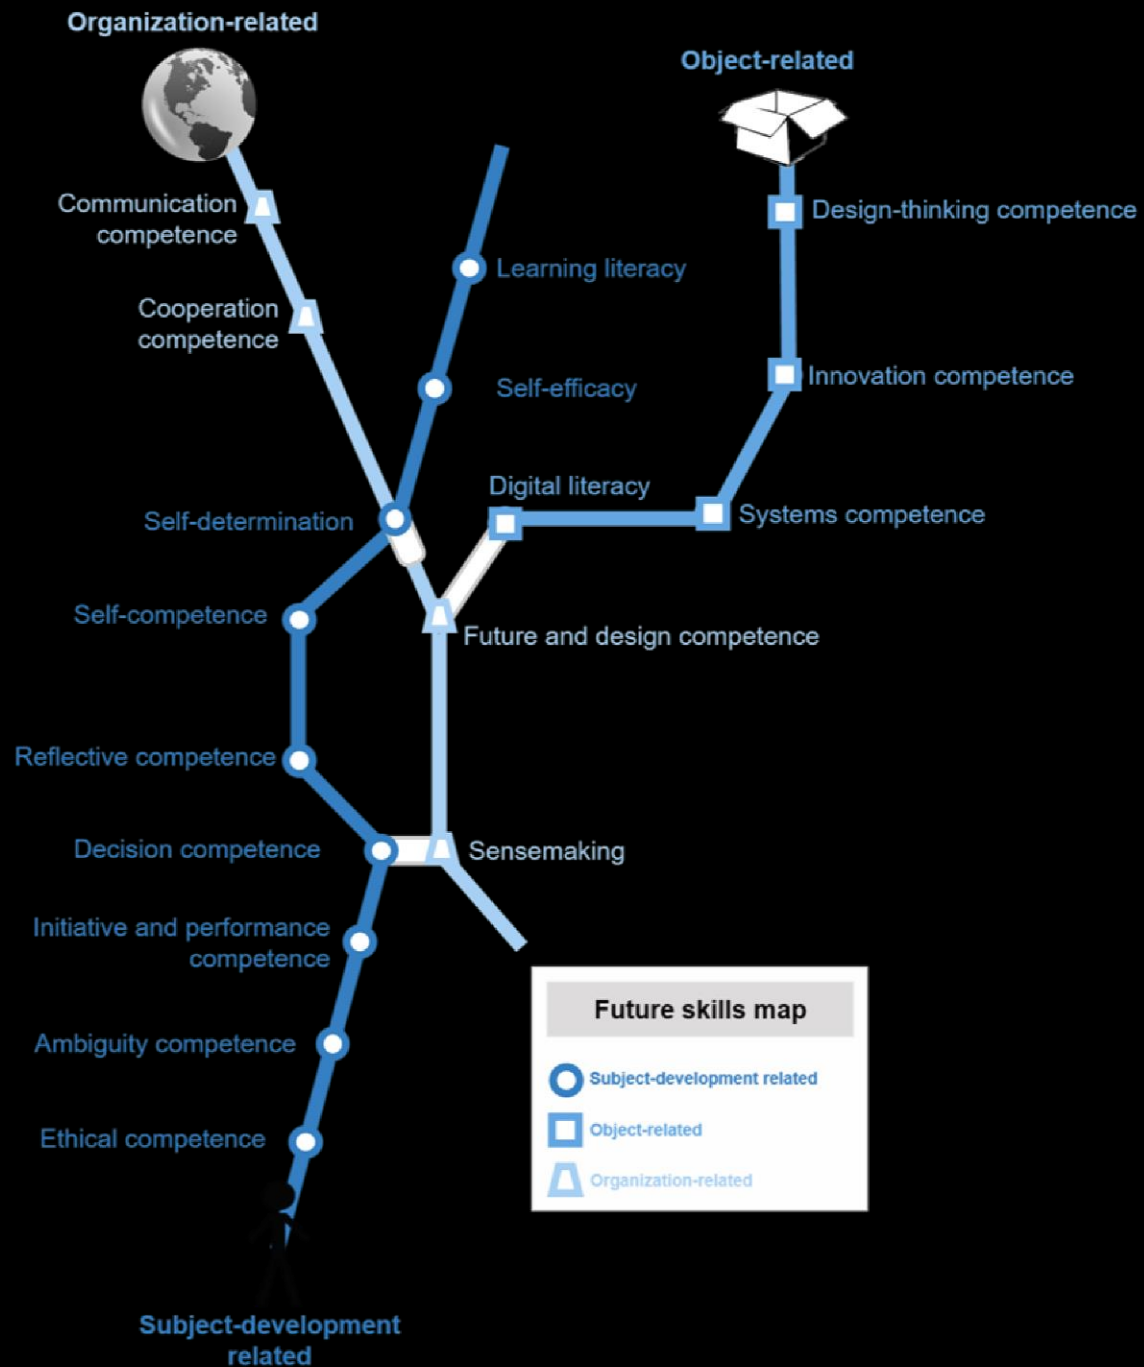 Organization-related
Object-related
Communication
competence
Design-thinking competence
Learning literacy
Cooperation
competence
Innovation competence
Self-efficacy
Digital literacy
Systems competence
Self-determination
Self-competence
Future and design competence
Reflective competence
Decision competence
Sensemaking
Initiative and performance
competence
Ambiguity competence
Ethical competence
Future skills map
Subject-development related
Object-related
Organization-related
Subject-development
related